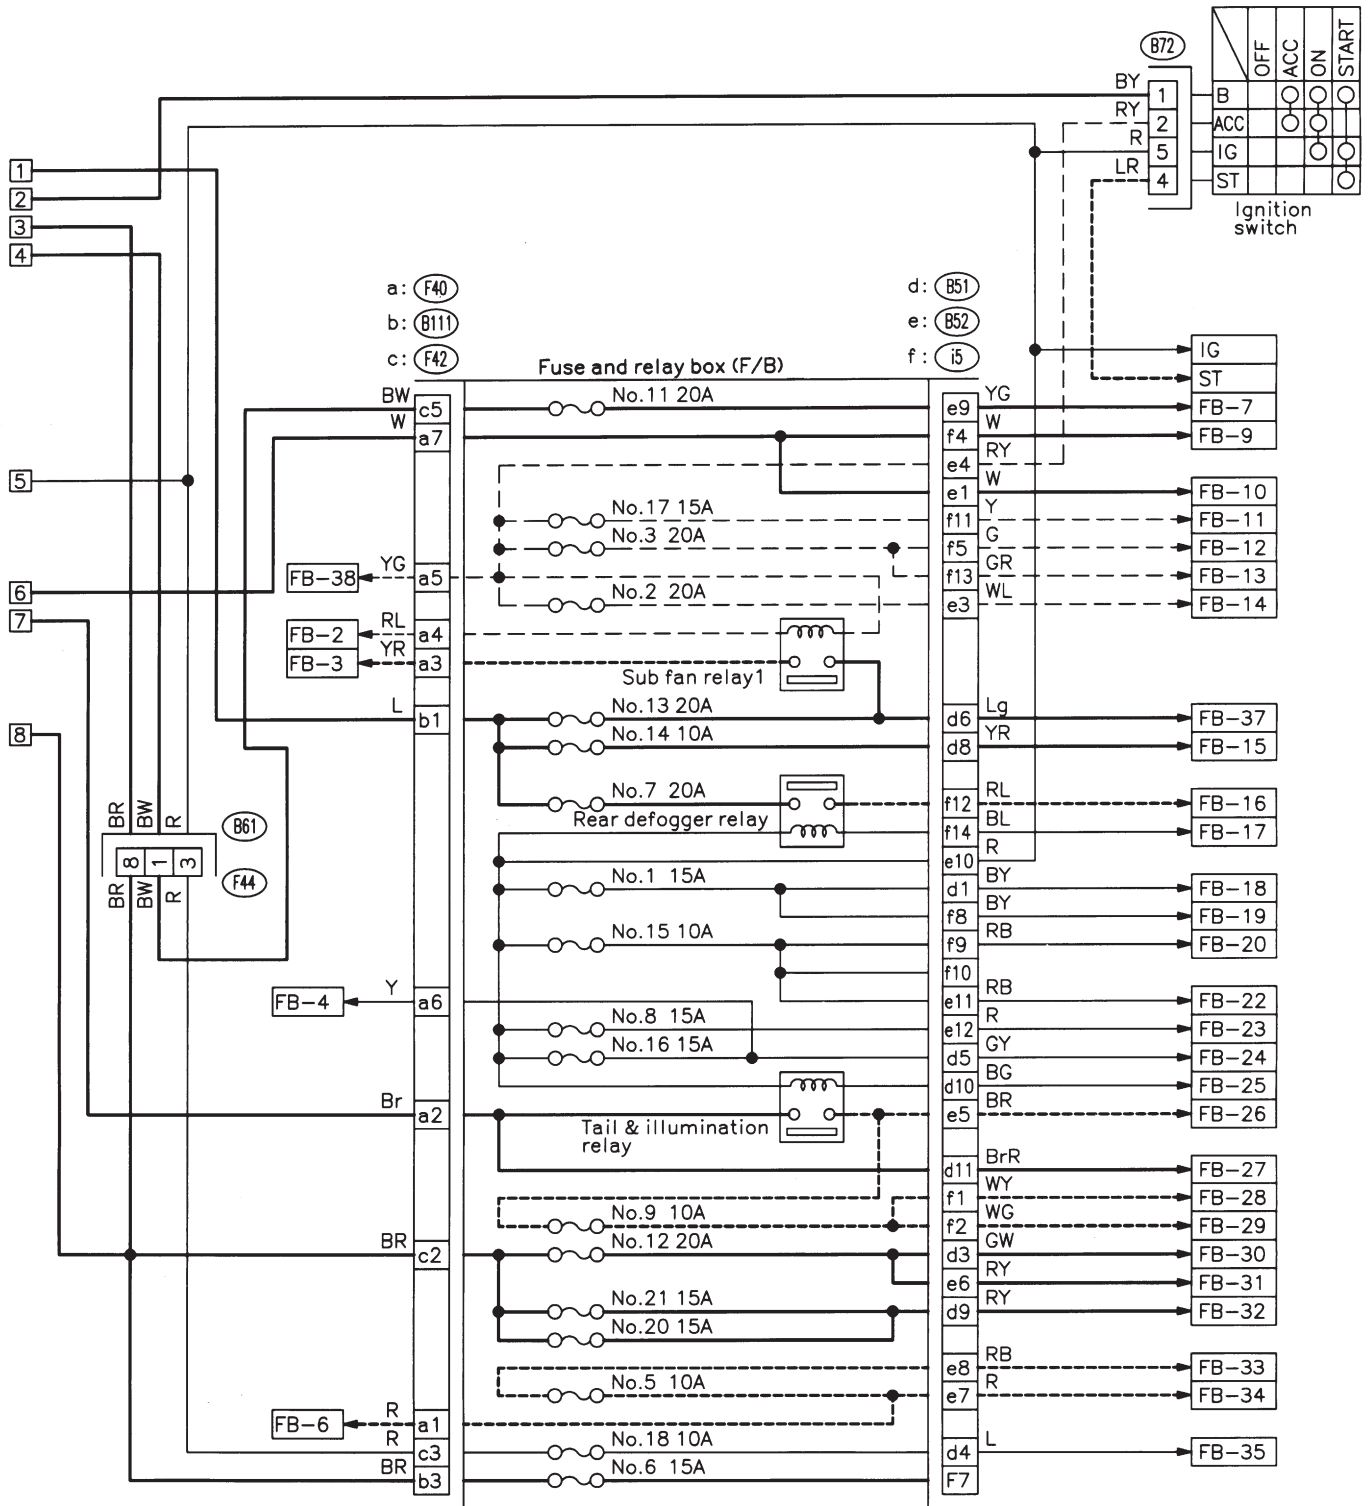 B72
OFF
ACC
ON
START
BY 1 B
RY 2 ACC
R 5 IG
LR 4 ST
Ignition
switch
1
2
3
4
a: F40 d: B51
b: B111 e: B52
c: F42 f: i5
Fuse and relay box (F/B)
IG
ST
BW c5 No.11 20A e9 YG FB-7
W a7 f4 W FB-9
e4 RY
5
e1 W FB-10
No.17 15A f11 Y FB-11
No.3 20A f5 G FB-12
FB-38 YG a5 f13 GR FB-13
6
No.2 20A e3 WL FB-14
7
FB-2 RL a4
FB-3 YR a3
Sub fan relay1
L b1 No.13 20A d6 Lg FB-37
8
No.14 10A d8 YR FB-15
No.7 20A f12 RL FB-16
Rear defogger relay f14 BL FB-17
BR BW R B61
8 1 3
BR BW R F44
e10 R
No.1 15A d1 BY FB-18
f8 BY FB-19
No.15 10A f9 RB FB-20
f10
FB-4 Y a6 e11 RB FB-22
No.8 15A e12 R FB-23
No.16 15A d5 GY FB-24
d10 BG FB-25
Br a2 e5 BR FB-26
Tail & illumination
relay
d11 BrR FB-27
f1 WY FB-28
No.9 10A f2 WG FB-29
BR c2 No.12 20A d3 GW FB-30
e6 RY FB-31
No.21 15A d9 RY FB-32
No.20 15A
e8 RB FB-33
No.5 10A e7 R FB-34
FB-6 R a1
R c3 No.18 10A d4 L FB-35
BR b3 No.6 15A F7